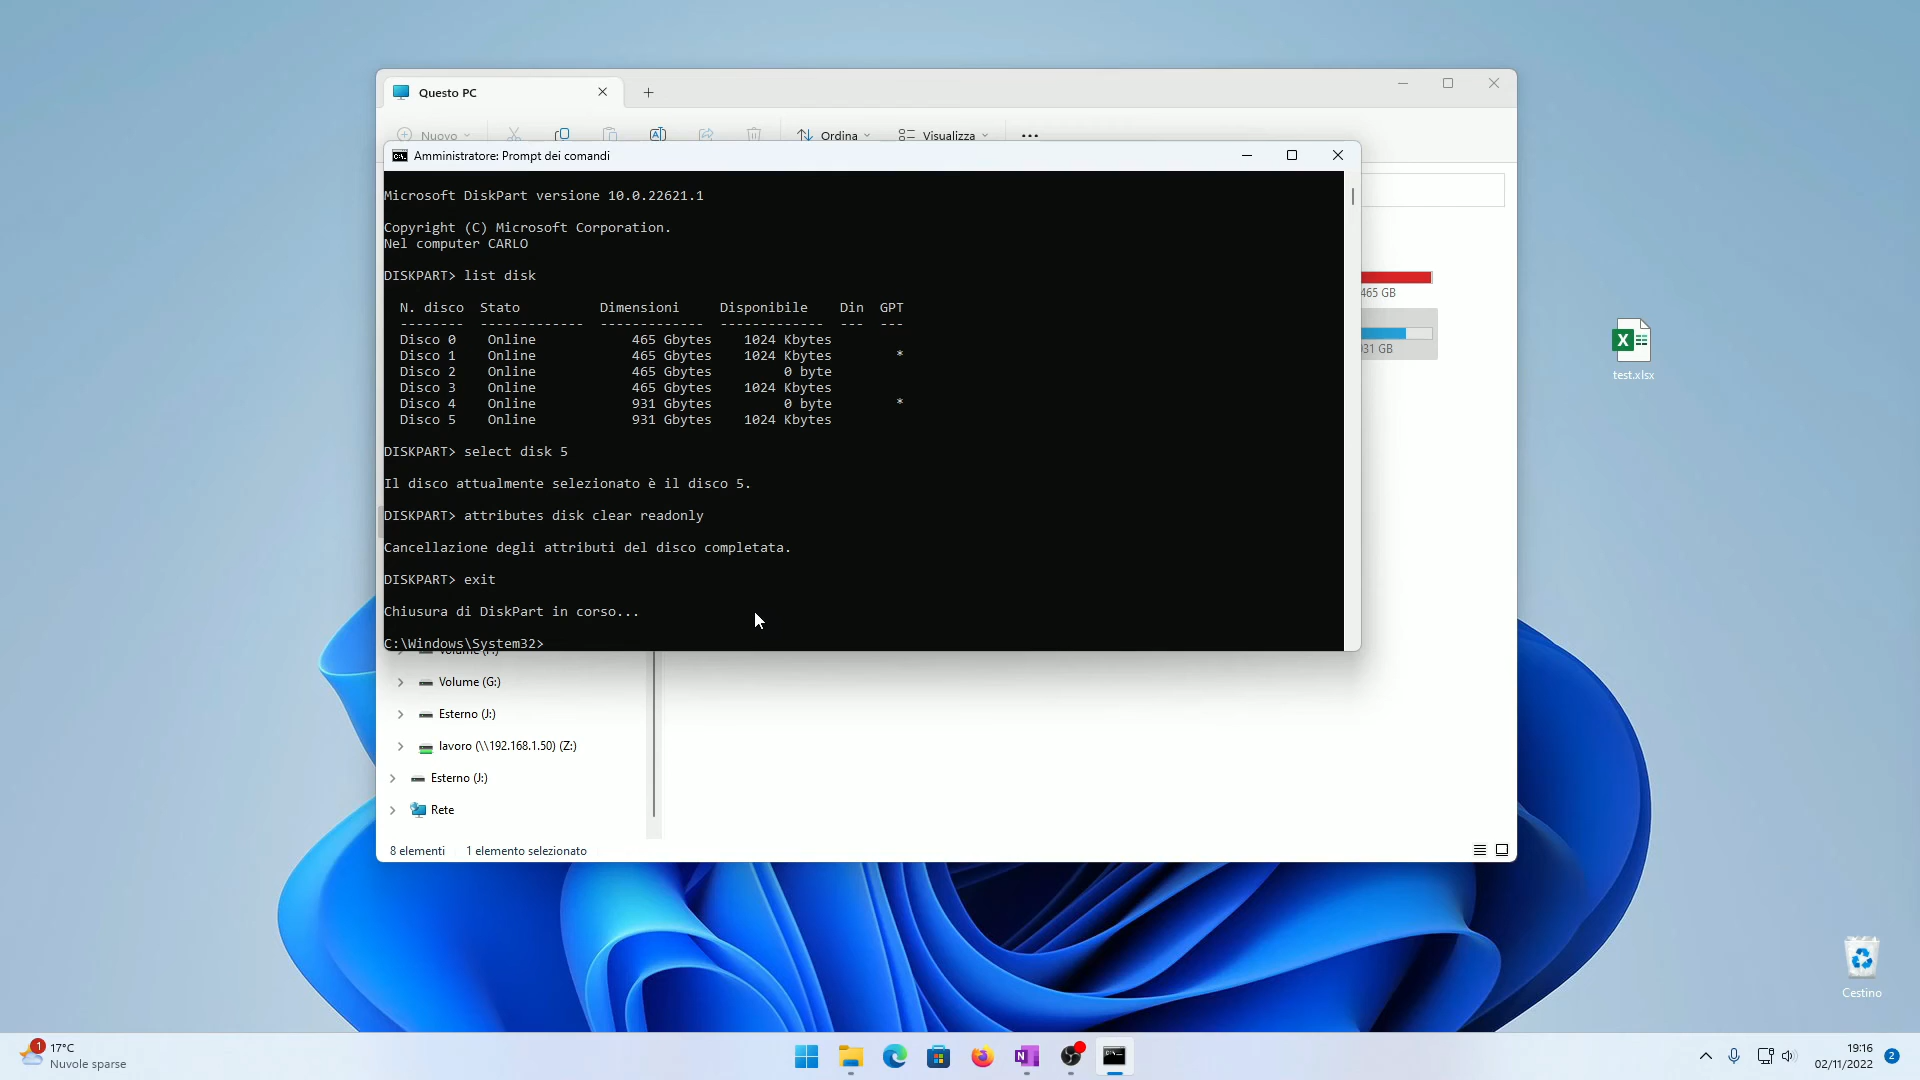 Questo PC
Nuovo
Ordina
Visualizza
Amministratore: Prompt dei comandi
Microsoft DiskPart versione 10.0.22621.1
Copyright (C) Microsoft Corporation.
Nel computer CARLO
DISKPART> list disk
N. disco Stato Dimensioni Disponibile Din GPT
-------- ------------- ------------- ------------- --- ---
Disco 0 Online 465 Gbytes 1024 Kbytes
Disco 1 Online 465 Gbytes 1024 Kbytes *
Disco 2 Online 465 Gbytes 0 byte
Disco 3 Online 465 Gbytes 1024 Kbytes
Disco 4 Online 931 Gbytes 0 byte *
Disco 5 Online 931 Gbytes 1024 Kbytes
DISKPART> select disk 5
Il disco attualmente selezionato è il disco 5.
DISKPART> attributes disk clear readonly
Cancellazione degli attributi del disco completata.
DISKPART> exit
Chiusura di DiskPart in corso...
C:\Windows\System32>
465 GB
31 GB
Volume (G:)
Esterno (J:)
lavoro (\\192.168.1.50) (Z:)
Esterno (J:)
Rete
8 elementi 1 elemento selezionato
test.xlsx
Cestino
1
17°C
Nuvole sparse
19:16
02/11/2022
2